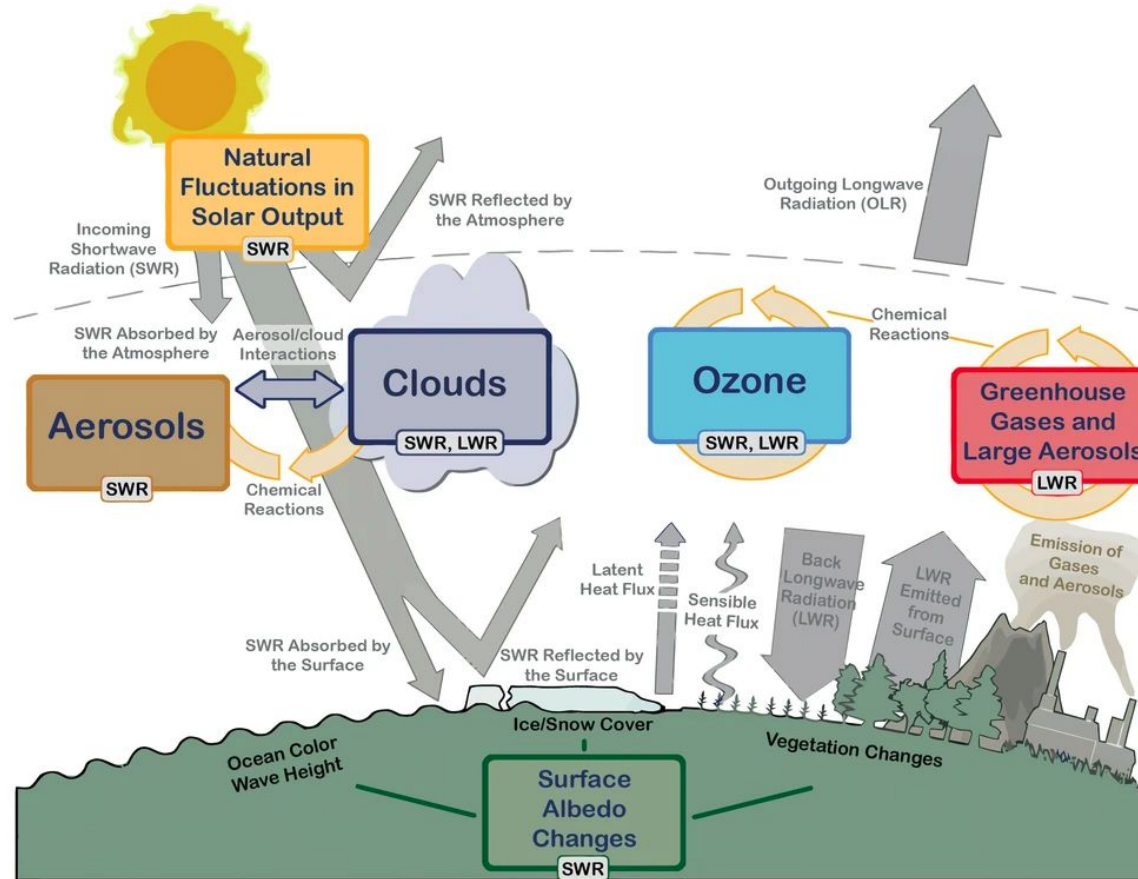 Natural
Fluctuations in
Solar Output
SWR
Incoming
Shortwave
Radiation (SWR)
SWR Reflected by
the Atmosphere
Outgoing Longwave
Radiation (OLR)
SWR Absorbed by
the Atmosphere
Aerosol/cloud
Interactions
Chemical
Reactions
Aerosols
SWR
Clouds
SWR, LWR
Ozone
SWR, LWR
Greenhouse
Gases and
Large Aerosols
LWR
Chemical
Reactions
Emission of
Gases
and Aerosols
Latent
Heat Flux
Sensible
Heat Flux
Back
Longwave
Radiation
(LWR)
LWR
Emitted
from
Surface
SWR Absorbed by
the Surface
SWR Reflected by
the Surface
Ice/Snow Cover
Ocean Color
Wave Height
Vegetation Changes
Surface
Albedo
Changes
SWR